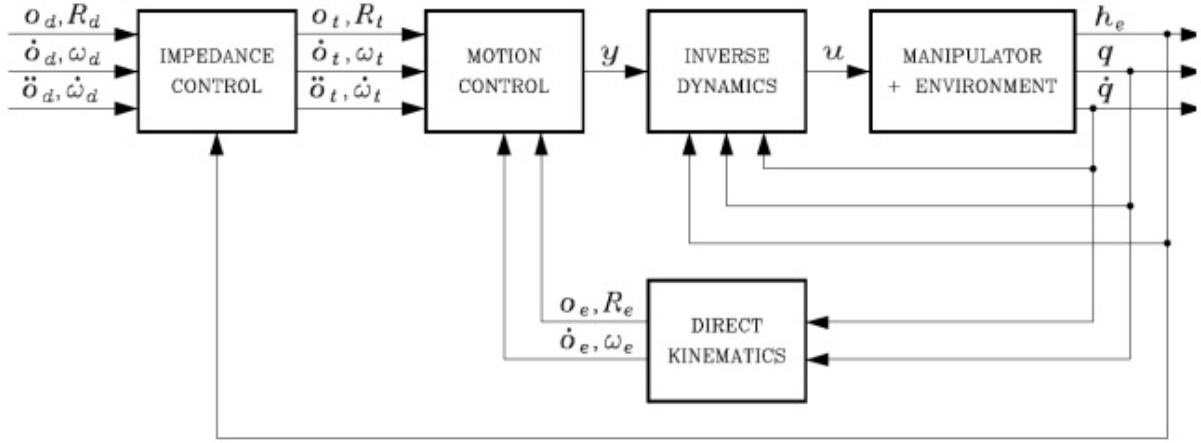 o_d, R_d
ȯ_d, ω_d
ö_d, ω̇_d
IMPEDANCE
CONTROL
o_t, R_t
ȯ_t, ω_t
ö_t, ω̇_t
MOTION
CONTROL
y
INVERSE
DYNAMICS
u
MANIPULATOR
+ ENVIRONMENT
h_e
q
q̇
o_e, R_e
ȯ_e, ω_e
DIRECT
KINEMATICS